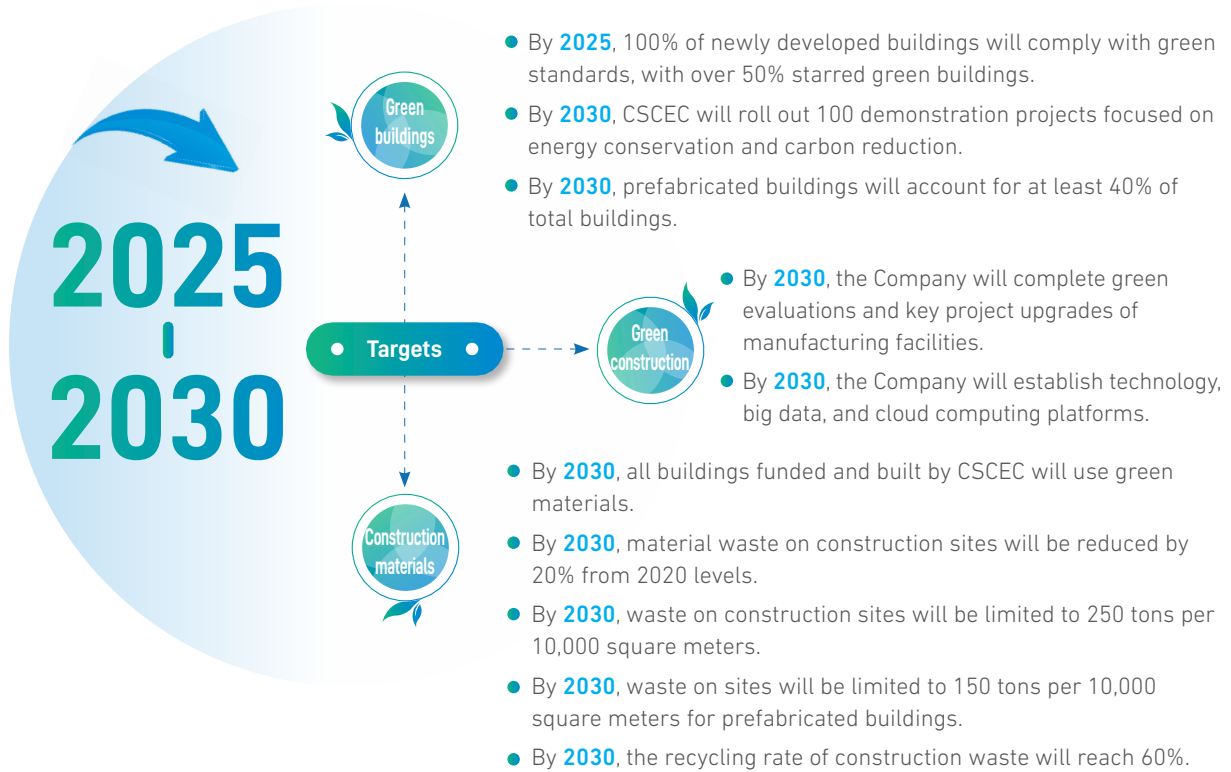 2025
2030
Targets
Green
buildings
By 2025, 100% of newly developed buildings will comply with green
standards, with over 50% starred green buildings.
By 2030, CSCEC will roll out 100 demonstration projects focused on
energy conservation and carbon reduction.
By 2030, prefabricated buildings will account for at least 40% of
total buildings.
Green
construction
By 2030, the Company will complete green
evaluations and key project upgrades of
manufacturing facilities.
By 2030, the Company will establish technology,
big data, and cloud computing platforms.
Construction
materials
By 2030, all buildings funded and built by CSCEC will use green
materials.
By 2030, material waste on construction sites will be reduced by
20% from 2020 levels.
By 2030, waste on construction sites will be limited to 250 tons per
10,000 square meters.
By 2030, waste on sites will be limited to 150 tons per 10,000
square meters for prefabricated buildings.
By 2030, the recycling rate of construction waste will reach 60%.